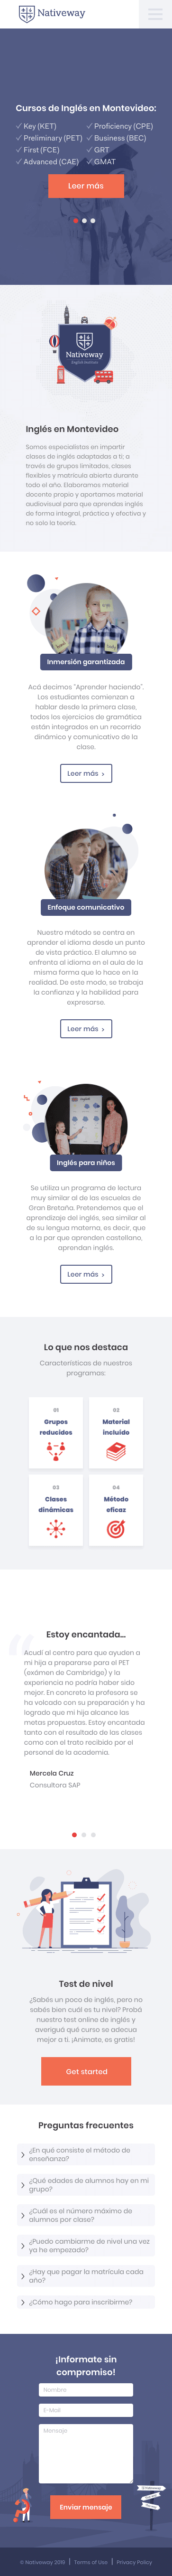 Nativeway
Cursos de Inglés en Montevideo:
✓ Key (KET)
✓ Preliminary (PET)
✓ First (FCE)
✓ Advanced (CAE)
✓ Proficiency (CPE)
✓ Business (BEC)
✓ GRT
✓ GMAT
Leer más
Nativeway
English Institute
Inglés en Montevideo
Somos especialistas en impartir
clases de inglés adaptadas a ti; a
través de grupos limitados, clases
flexibles y matrícula abierta durante
todo el año. Elaboramos material
docente propio y aportamos material
audiovisual para que aprendas inglés
de forma integral, práctica y efectiva y
no solo la teoría.
Inmersión garantizada
Acá decimos "Aprender haciendo".
Los estudiantes comienzan a
hablar desde la primera clase,
todos los ejercicios de gramática
están integrados en un recorrido
dinámico y comunicativo de la
clase.
Leer más ›
Enfoque comunicativo
Nuestro método se centra en
aprender el idioma desde un punto
de vista práctico. El alumno se
enfrenta al idioma en el aula de la
misma forma que lo hace en la
realidad. De este modo, se trabaja
la confianza y la habilidad para
expresarse.
Leer más ›
Inglés para niños
Se utiliza un programa de lectura
muy similar al de las escuelas de
Gran Bretaña. Pretendemos que el
aprendizaje del inglés, sea similar al
de su lengua materna, es decir, que
a la par que aprenden castellano,
aprendan inglés.
Leer más ›
Lo que nos destaca
Características de nuestros
programas:
01
Grupos
reducidos
02
Material
incluido
03
Clases
dinámicas
04
Método
eficaz
Estoy encantada...
Acudí al centro para que ayuden a
mi hija a prepararse para el PET
(exámen de Cambridge) y la
experiencia no podría haber sido
mejor. En concreto la profesora se
ha volcado con su preparación y ha
logrado que mi hija alcance las
metas propuestas. Estoy encantada
tanto con el resultado de las clases
como con el trato recibido por el
personal de la academia.
Mercela Cruz
Consultora SAP
Test de nivel
¿Sabés un poco de inglés, pero no
sabés bien cuál es tu nivel? Probá
nuestro test online de inglés y
averiguá qué curso se adecua
mejor a ti. ¡Animate, es gratis!
Get started
Preguntas frecuentes
¿En qué consiste el método de
enseñanza?
¿Qué edades de alumnos hay en mi
grupo?
¿Cuál es el número máximo de
alumnos por clase?
¿Puedo cambiarme de nivel una vez
ya he empezado?
¿Hay que pagar la matrícula cada
año?
¿Cómo hago para inscribirme?
¡Informate sin
compromiso!
Nombre
E-Mail
Mensaje
Enviar mensaje
Nativeway
© Nativeway 2019 | Terms of Use | Privacy Policy